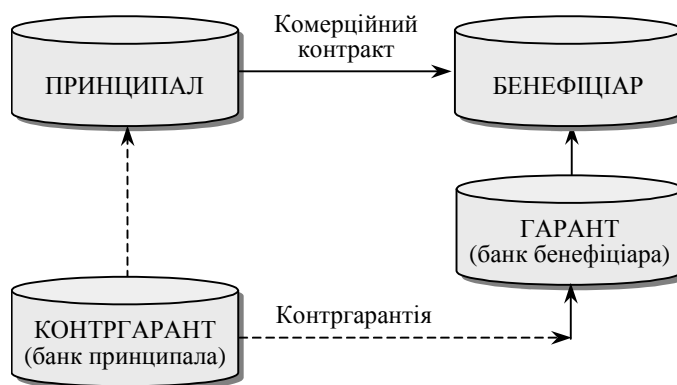 Комерційний
контракт
ПРИНЦИПАЛ
БЕНЕФІЦІАР
ГАРАНТ
(банк бенефіціара)
Контргарантія
КОНТРГАРАНТ
(банк принципала)